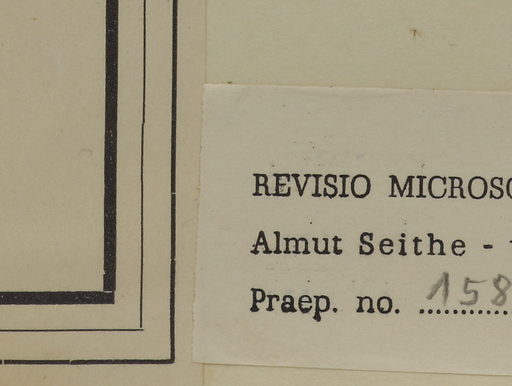 REVISIO MICROSC
Almut Seithe -
Praep. no. 158